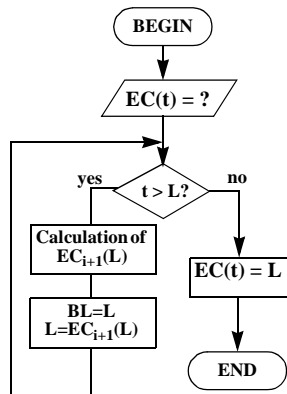 BEGIN
EC(t) = ?
t > L?
yes
no
Calculation of
EC_{i+1}(L)
BL=L
L=EC_{i+1}(L)
EC(t) = L
END